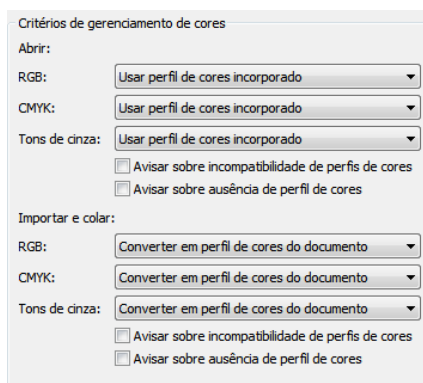 Critérios de gerenciamento de cores
Abrir:
RGB: Usar perfil de cores incorporado
CMYK: Usar perfil de cores incorporado
Tons de cinza: Usar perfil de cores incorporado
Avisar sobre incompatibilidade de perfis de cores
Avisar sobre ausência de perfil de cores
Importar e colar:
RGB: Converter em perfil de cores do documento
CMYK: Converter em perfil de cores do documento
Tons de cinza: Converter em perfil de cores do documento
Avisar sobre incompatibilidade de perfis de cores
Avisar sobre ausência de perfil de cores